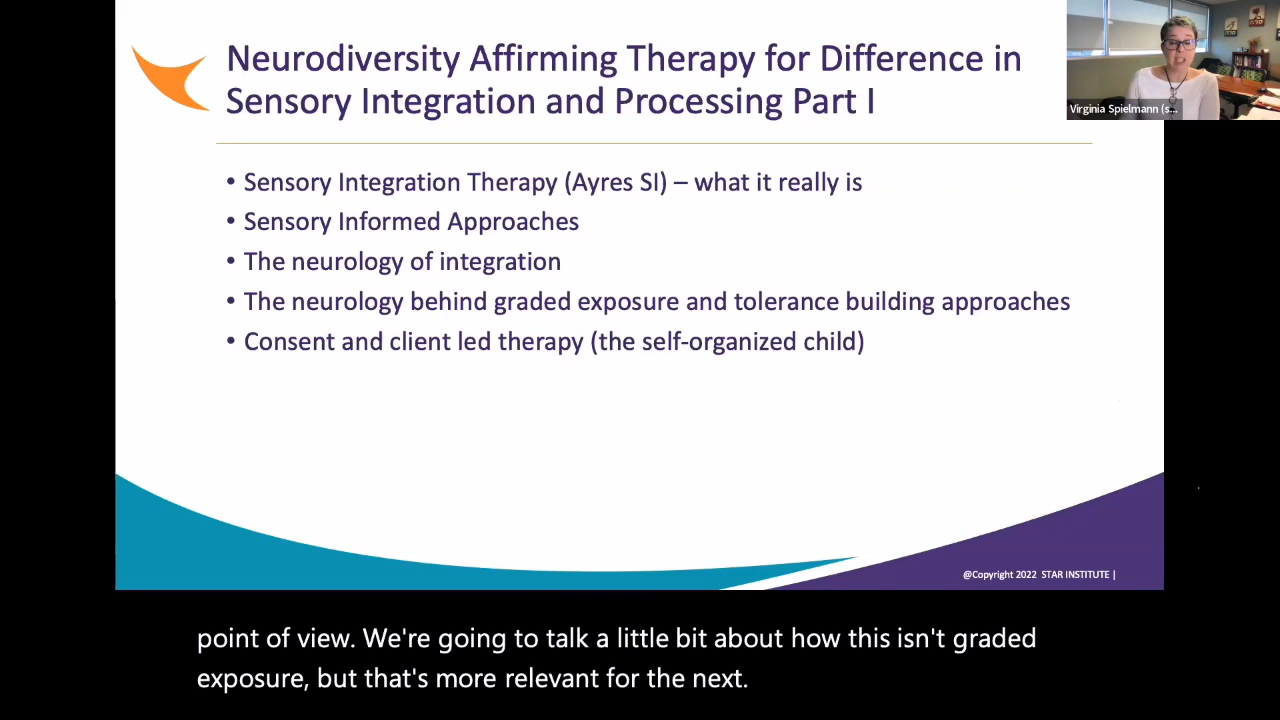 Neurodiversity Affirming Therapy for Difference in
Sensory Integration and Processing Part I
Virginia Spielmann (s...
• Sensory Integration Therapy (Ayres SI) – what it really is
• Sensory Informed Approaches
• The neurology of integration
• The neurology behind graded exposure and tolerance building approaches
• Consent and client led therapy (the self-organized child)
@Copyright 2022 STAR INSTITUTE |
point of view. We're going to talk a little bit about how this isn't graded
exposure, but that's more relevant for the next.